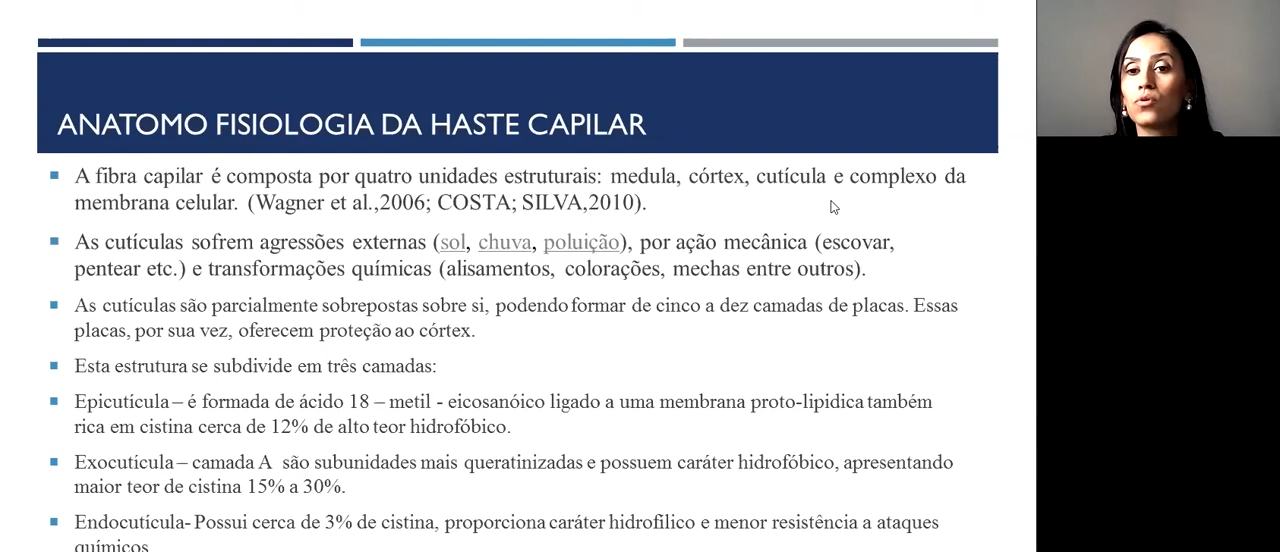 ANATOMO FISIOLOGIA DA HASTE CAPILAR
A fibra capilar é composta por quatro unidades estruturais: medula, córtex, cutícula e complexo da
membrana celular. (Wagner et al.,2006; COSTA; SILVA,2010).
As cutículas sofrem agressões externas (sol, chuva, poluição), por ação mecânica (escovar,
pentear etc.) e transformações químicas (alisamentos, colorações, mechas entre outros).
As cutículas são parcialmente sobrepostas sobre si, podendo formar de cinco a dez camadas de placas. Essas
placas, por sua vez, oferecem proteção ao córtex.
Esta estrutura se subdivide em três camadas:
Epicutícula – é formada de ácido 18 – metil - eicosanóico ligado a uma membrana proto-lipidica também
rica em cistina cerca de 12% de alto teor hidrofóbico.
Exocutícula – camada A são subunidades mais queratinizadas e possuem caráter hidrofóbico, apresentando
maior teor de cistina 15% a 30%.
Endocutícula- Possui cerca de 3% de cistina, proporciona caráter hidrofílico e menor resistência a ataques
químicos